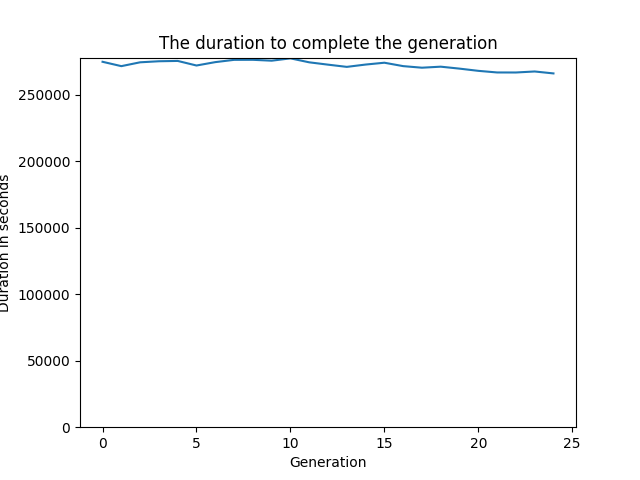 The duration to complete the generation
250000
200000
150000
100000
50000
0
Duration in seconds
0 5 10 15 20 25
Generation